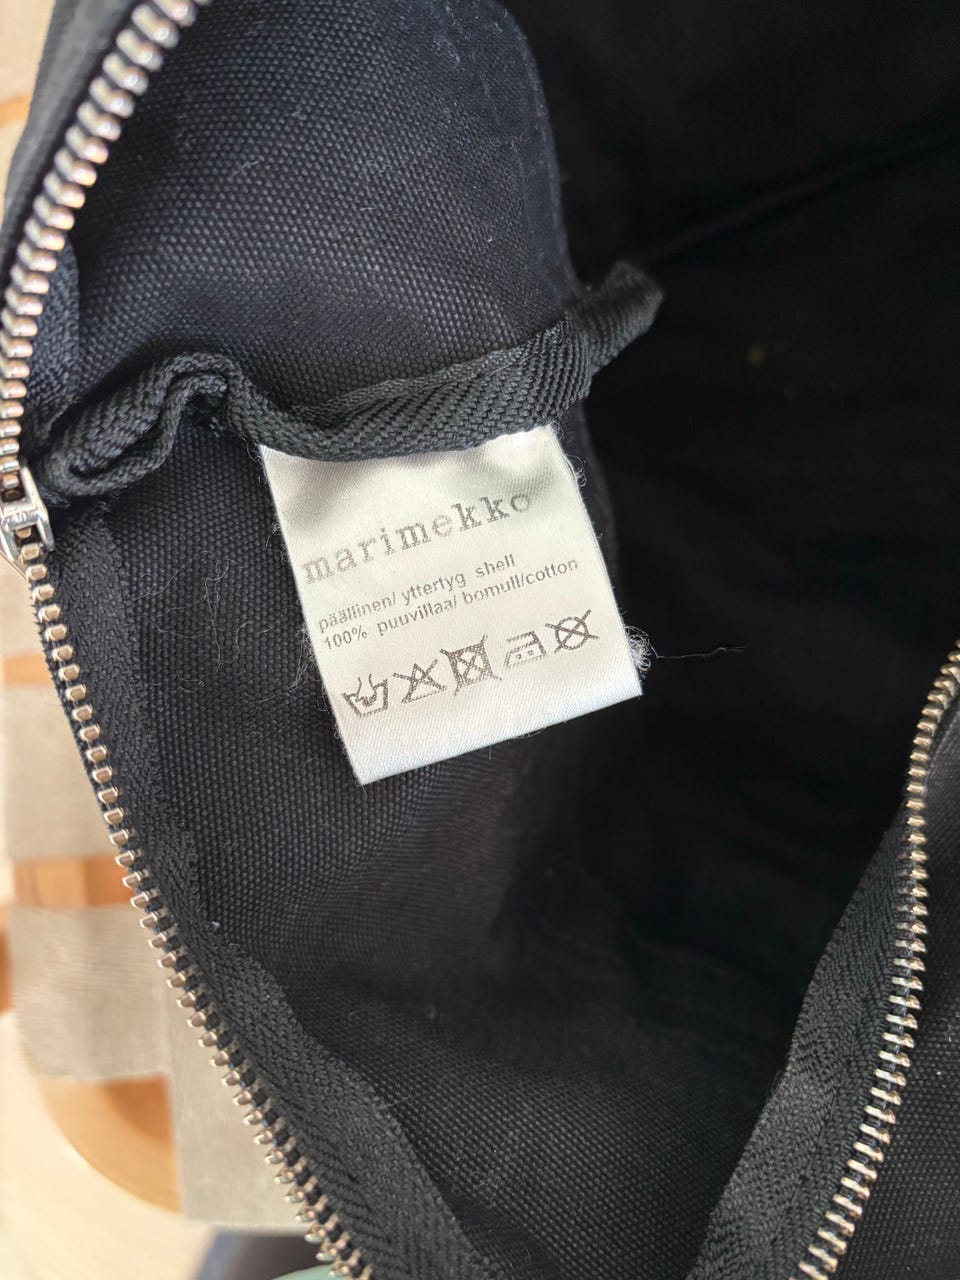 marimekko
päällinen/ yttertyg shell
100% puuvillaa/ bomull/cotton